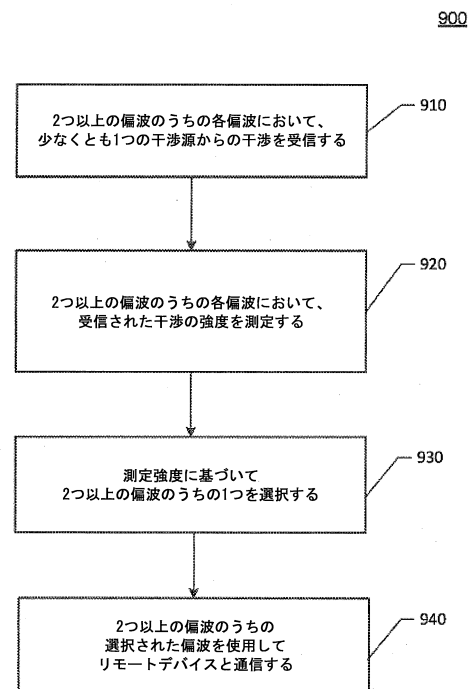 900
2つ以上の偏波のうちの各偏波において、
少なくとも1つの干渉源からの干渉を受信する
910
2つ以上の偏波のうちの各偏波において、
受信された干渉の強度を測定する
920
測定強度に基づいて
2つ以上の偏波のうちの1つを選択する
930
2つ以上の偏波のうちの
選択された偏波を使用して
リモートデバイスと通信する
940